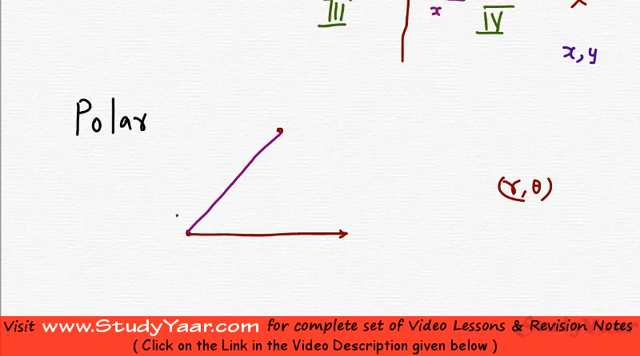 III
x
IV
x, y
Polar
(r, θ)
Visit www.StudyYaar.com for complete set of Video Lessons & Revision Notes
( Click on the Link in the Video Description given below )